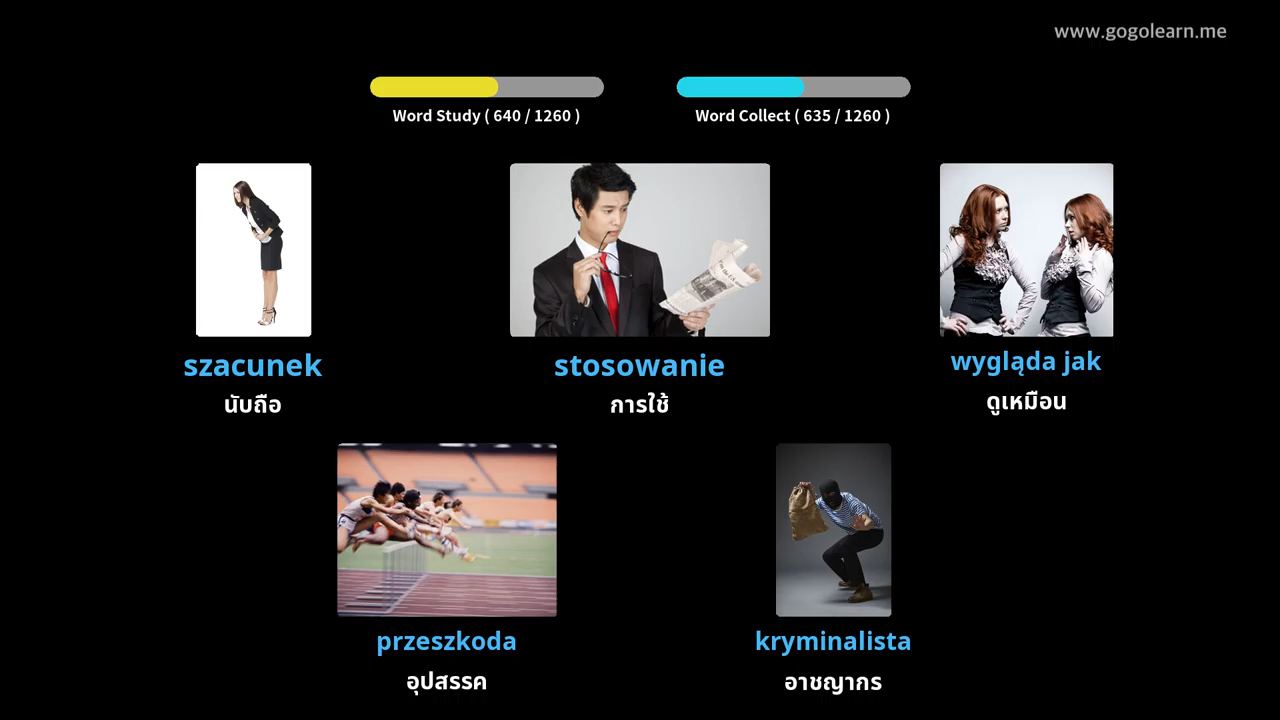 www.gogolearn.me
Word Study ( 640 / 1260 )
Word Collect ( 635 / 1260 )
szacunek
นับถือ
stosowanie
การใช้
wygląda jak
ดูเหมือน
przeszkoda
อุปสรรค
kryminalista
อาชญากร